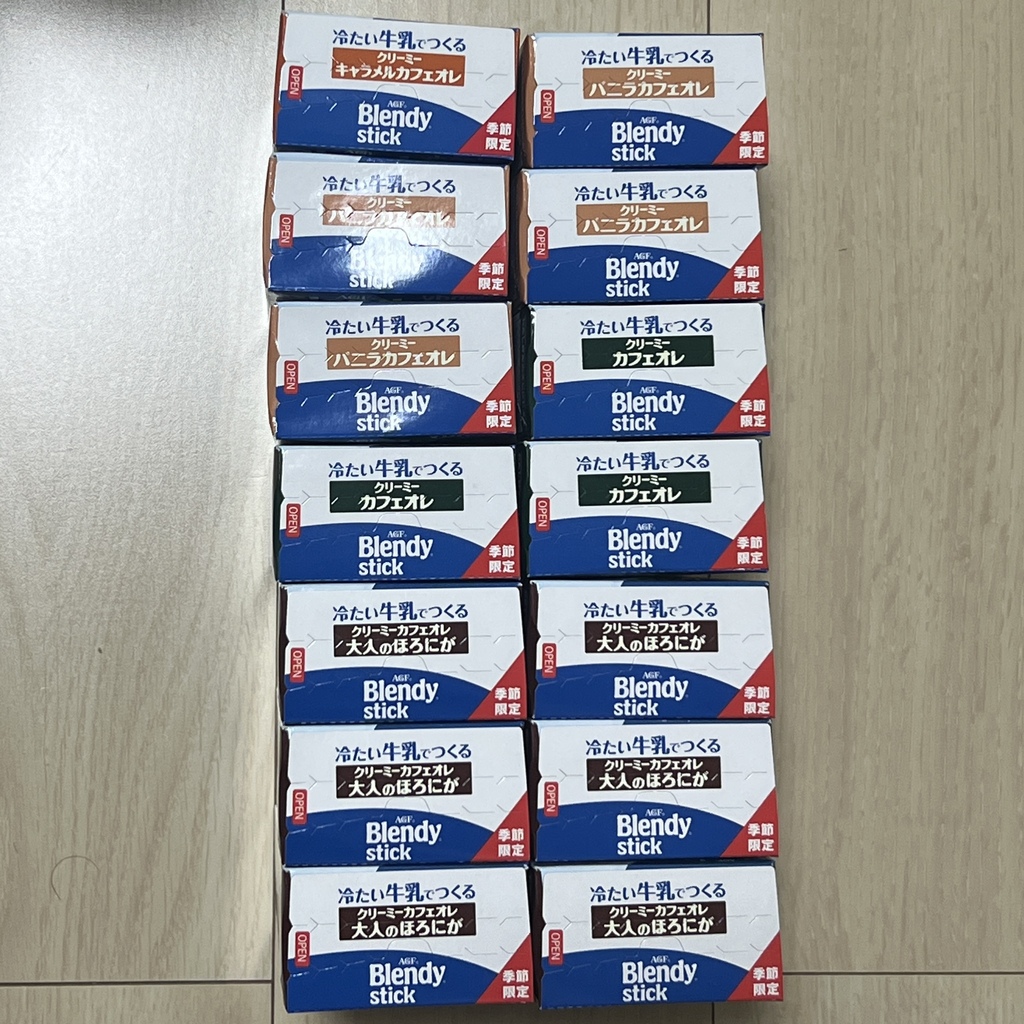 冷たい牛乳でつくる
クリーミー
キャラメルカフェオレ
OPEN
AGF
Blendy
stick
季節
限定
冷たい牛乳でつくる
クリーミー
バニラカフェオレ
OPEN
AGF
Blendy
stick
季節
限定
冷たい牛乳でつくる
クリーミー
バニラカフェオレ
OPEN
Blendy
stick
季節
限定
冷たい牛乳でつくる
クリーミー
バニラカフェオレ
OPEN
AGF
Blendy
stick
季節
限定
冷たい牛乳でつくる
クリーミー
バニラカフェオレ
OPEN
AGF
Blendy
stick
季節
限定
冷たい牛乳でつくる
クリーミー
カフェオレ
OPEN
AGF
Blendy
stick
季節
限定
冷たい牛乳でつくる
クリーミー
カフェオレ
OPEN
AGF
Blendy
stick
季節
限定
冷たい牛乳でつくる
クリーミー
カフェオレ
OPEN
AGF
Blendy
stick
季節
限定
冷たい牛乳でつくる
クリーミーカフェオレ
大人のほろにが
OPEN
AGF
Blendy
stick
季節
限定
冷たい牛乳でつくる
クリーミーカフェオレ
大人のほろにが
OPEN
AGF
Blendy
stick
季節
限定
冷たい牛乳でつくる
クリーミーカフェオレ
大人のほろにが
OPEN
AGF
Blendy
stick
季節
限定
冷たい牛乳でつくる
クリーミーカフェオレ
大人のほろにが
OPEN
AGF
Blendy
stick
季節
限定
冷たい牛乳でつくる
クリーミーカフェオレ
大人のほろにが
OPEN
AGF
Blendy
stick
季節
限定
冷たい牛乳でつくる
クリーミーカフェオレ
大人のほろにが
OPEN
AGF
Blendy
stick
季節
限定